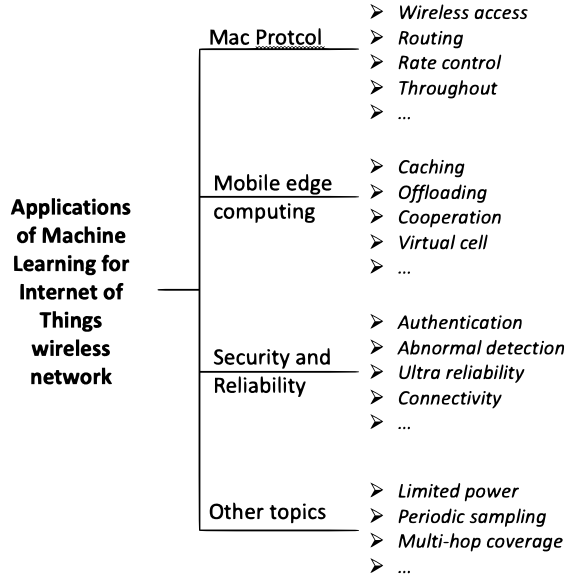 Applications
of Machine
Learning for
Internet of
Things
wireless
network
Mac Protcol
Wireless access
Routing
Rate control
Throughout
...
Mobile edge
computing
Caching
Offloading
Cooperation
Virtual cell
...
Security and
Reliability
Authentication
Abnormal detection
Ultra reliability
Connectivity
...
Other topics
Limited power
Periodic sampling
Multi-hop coverage
...